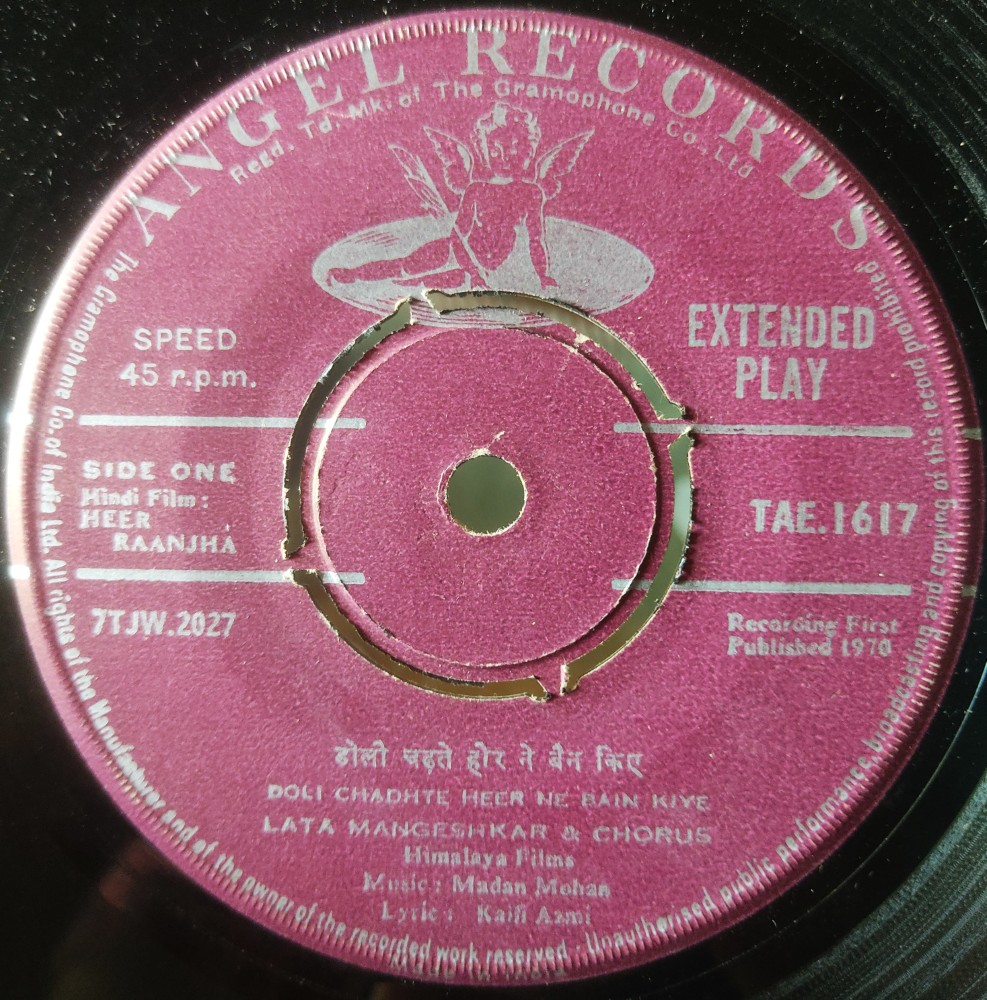 ANGEL RECORDS
Regd. Td. Mk. of The Gramophone Co., Ltd
SPEED
45 r.p.m.
EXTENDED
PLAY
SIDE ONE
Hindi Film :
HEER
RAANJHA
TAE.1617
7TJW.2027
Recording First
Published 1970
डोली चढ़ते हीर ने बैन किए
DOLI CHADHTE HEER NE BAIN KIYE
LATA MANGESHKAR & CHORUS
Himalaya Films
Music : Madan Mohan
Lyric : Kaifi Azmi
The Gramophone Co. of India Ltd. All rights of the Manufacturer and of the owner of the recorded work reserved · Unauthorised public performance, broadcasting and copying of this record prohibited